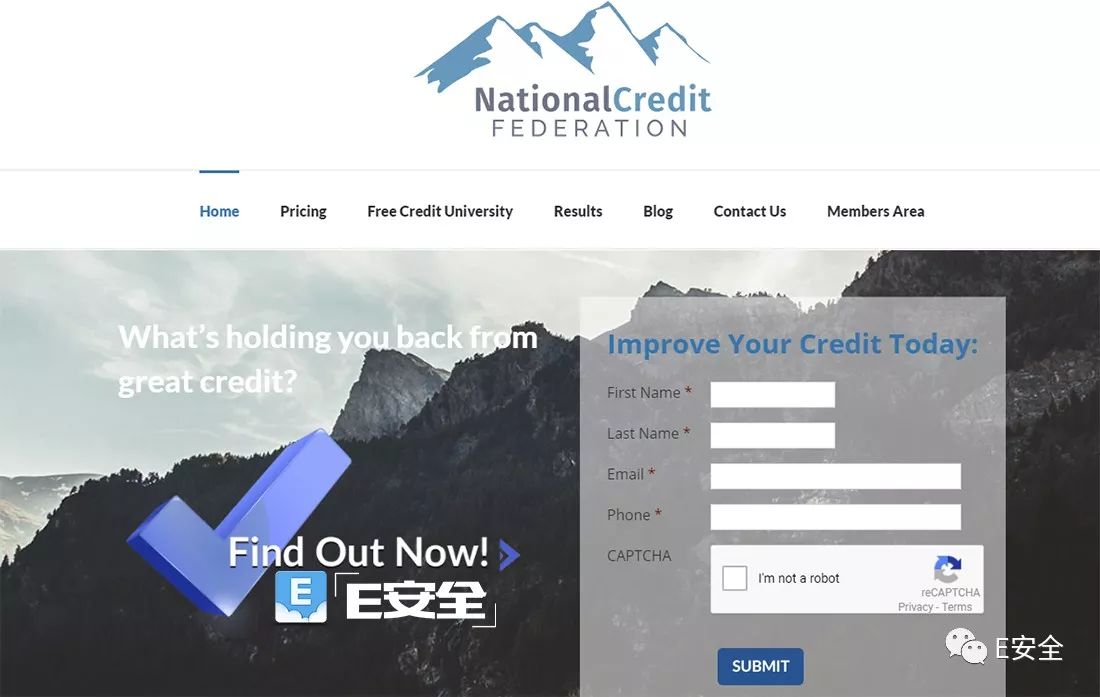 NationalCredit
FEDERATION
Home Pricing Free Credit University Results Blog Contact Us Members Area
What’s holding you back from
great credit?
Find Out Now!
E E安全
Improve Your Credit Today:
First Name *
Last Name *
Email *
Phone *
CAPTCHA
I'm not a robot
reCAPTCHA
Privacy - Terms
SUBMIT
E安全